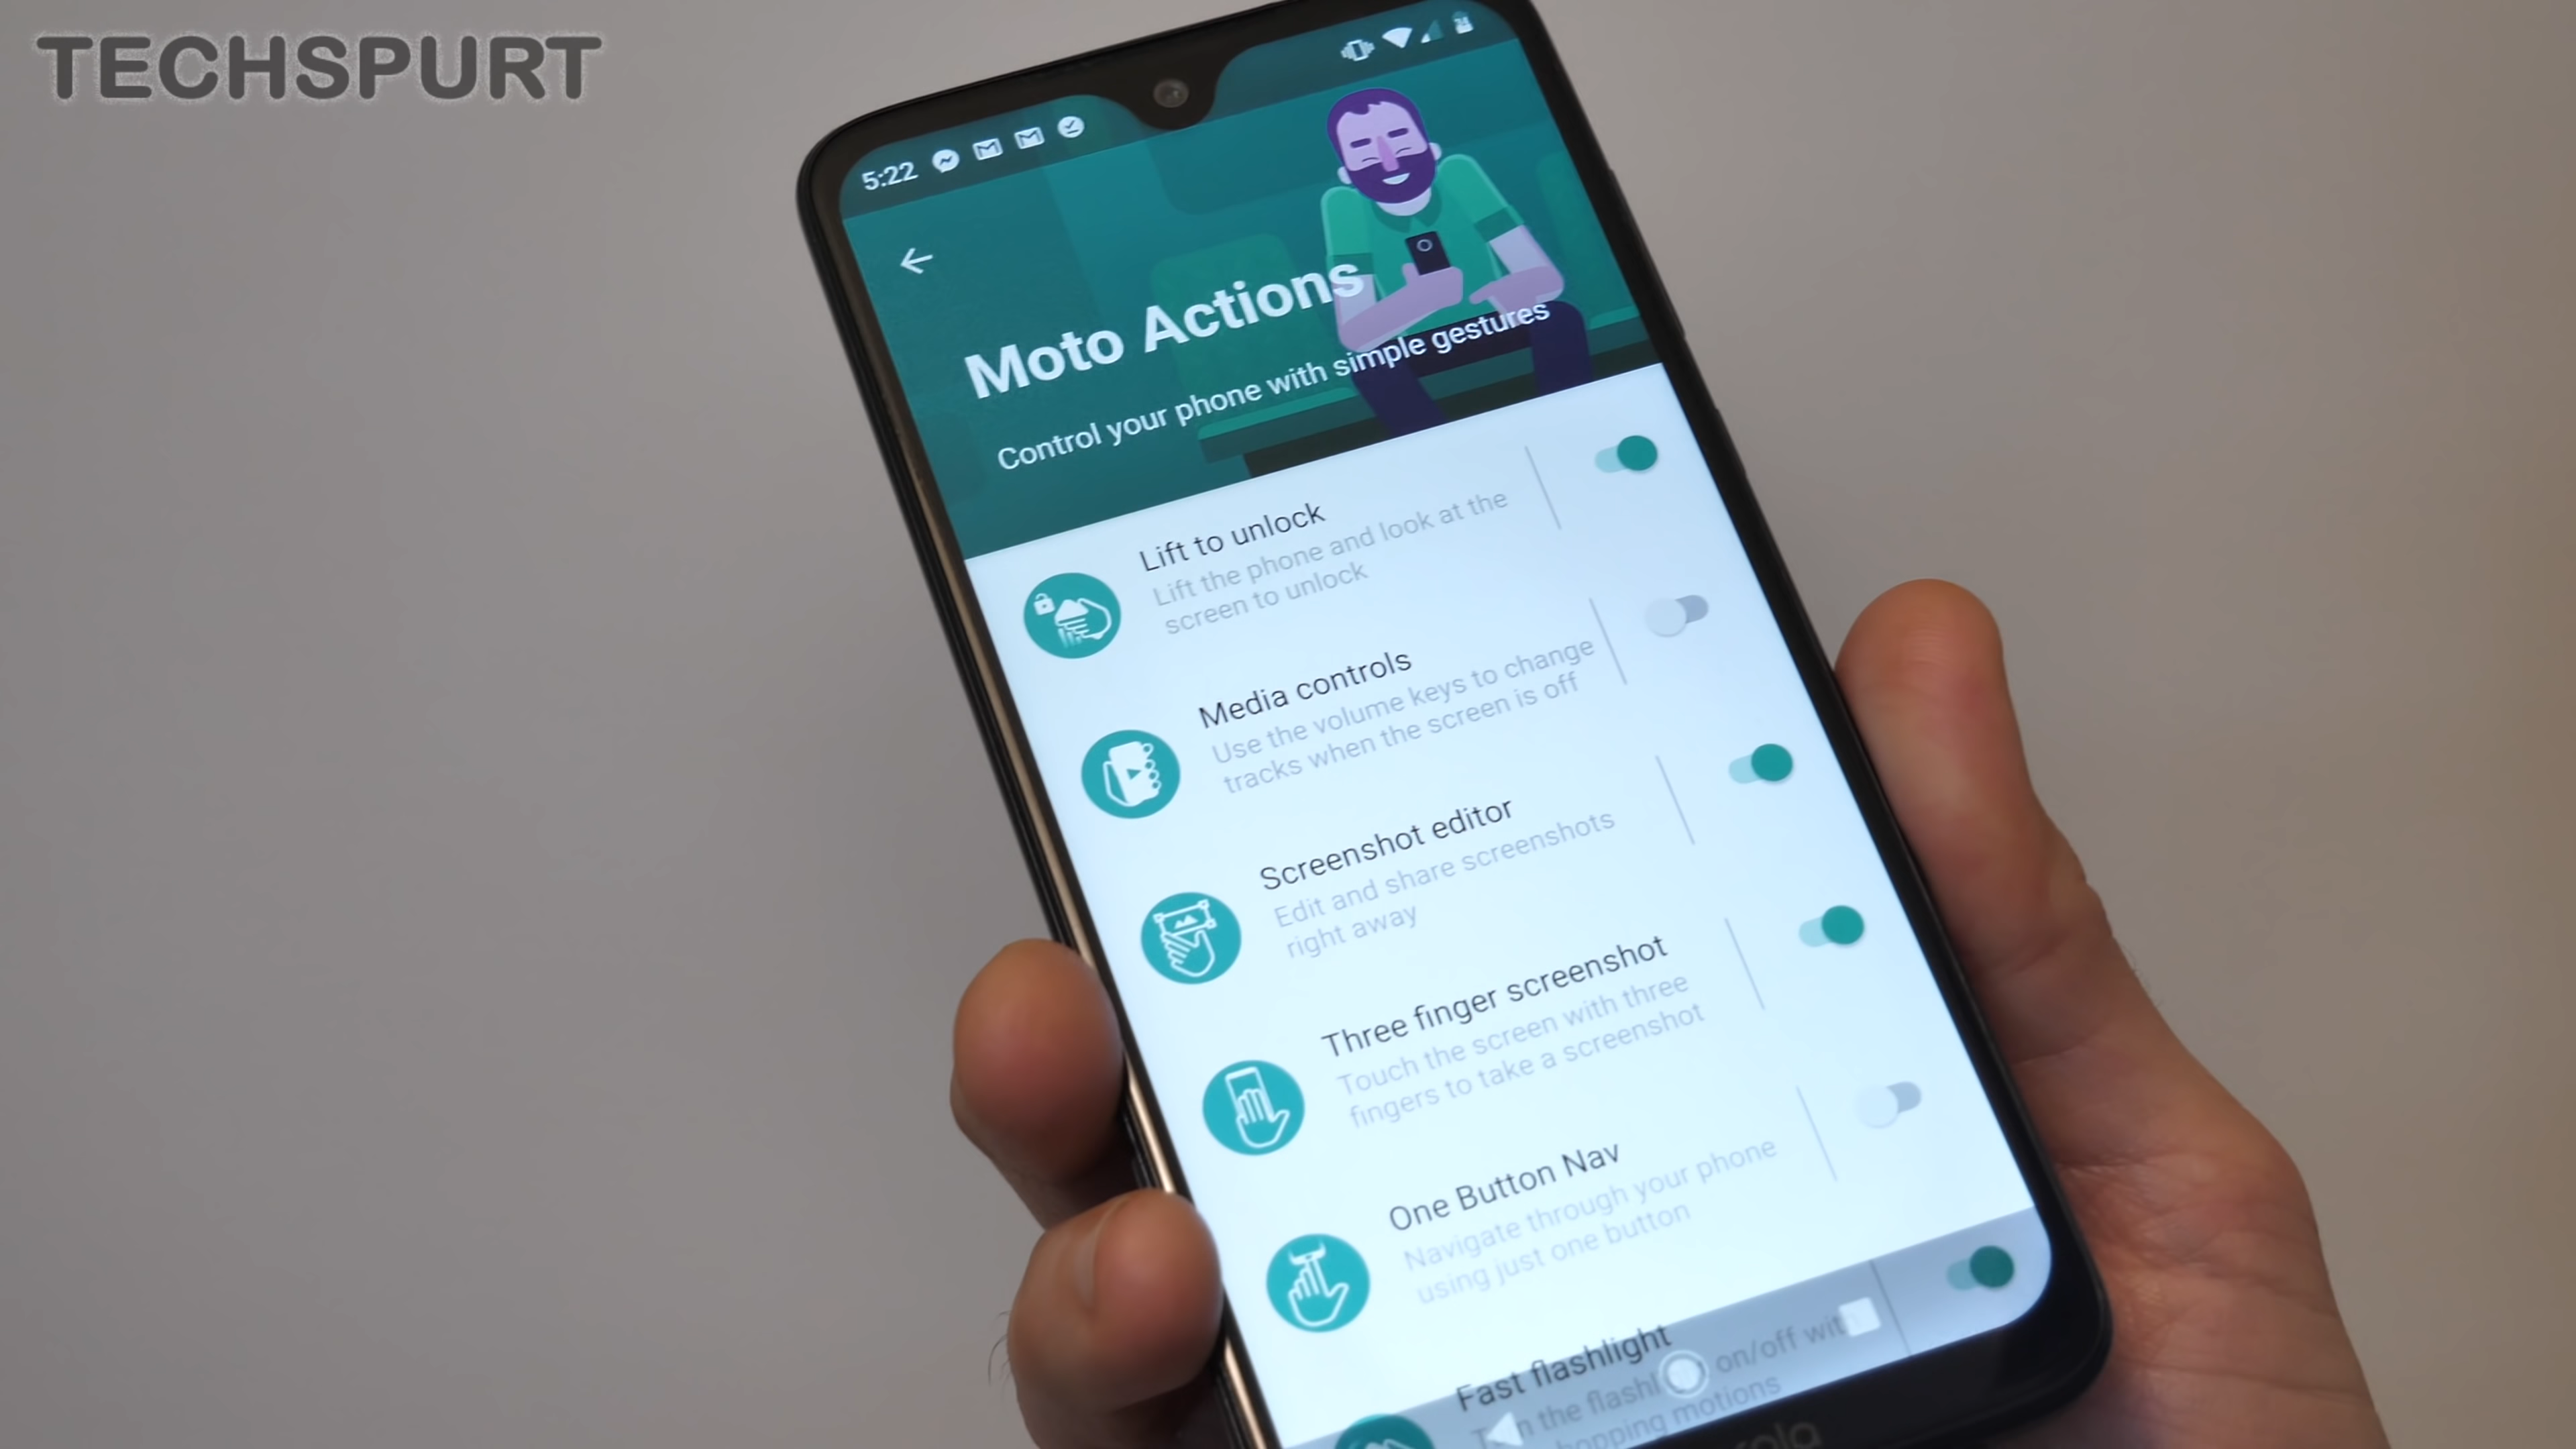 TECHSPURT
5:22
Moto Actions
Control your phone with simple gestures
Lift to unlock
Lift the phone and look at the
screen to unlock
Media controls
Use the volume keys to change
tracks when the screen is off
Screenshot editor
Edit and share screenshots
right away
Three finger screenshot
Touch the screen with three
fingers to take a screenshot
One Button Nav
Navigate through your phone
using just one button
Fast flashlight
the on/off with
motions